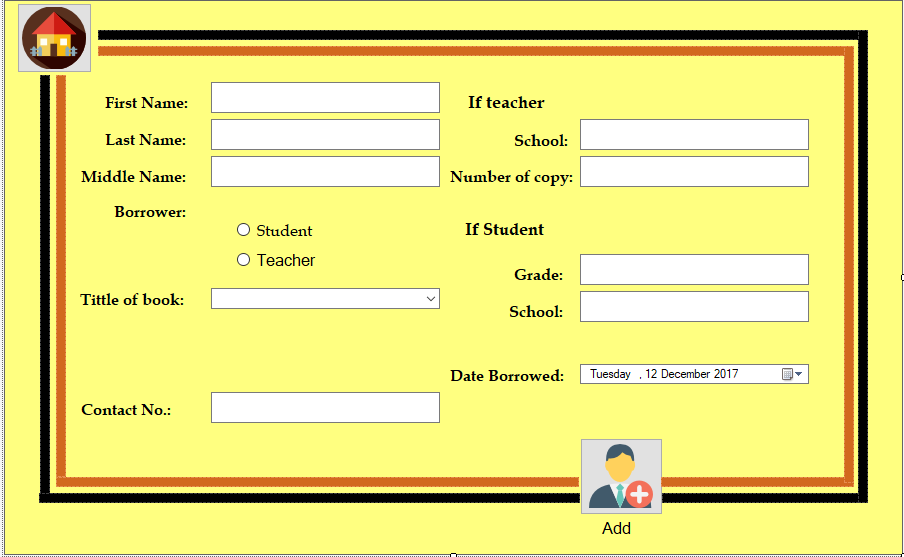 First Name:
Last Name:
Middle Name:
Borrower:
Student
Teacher
Tittle of book:
Contact No.:
If teacher
School:
Number of copy:
If Student
Grade:
School:
Date Borrowed:
Tuesday , 12 December 2017
Add